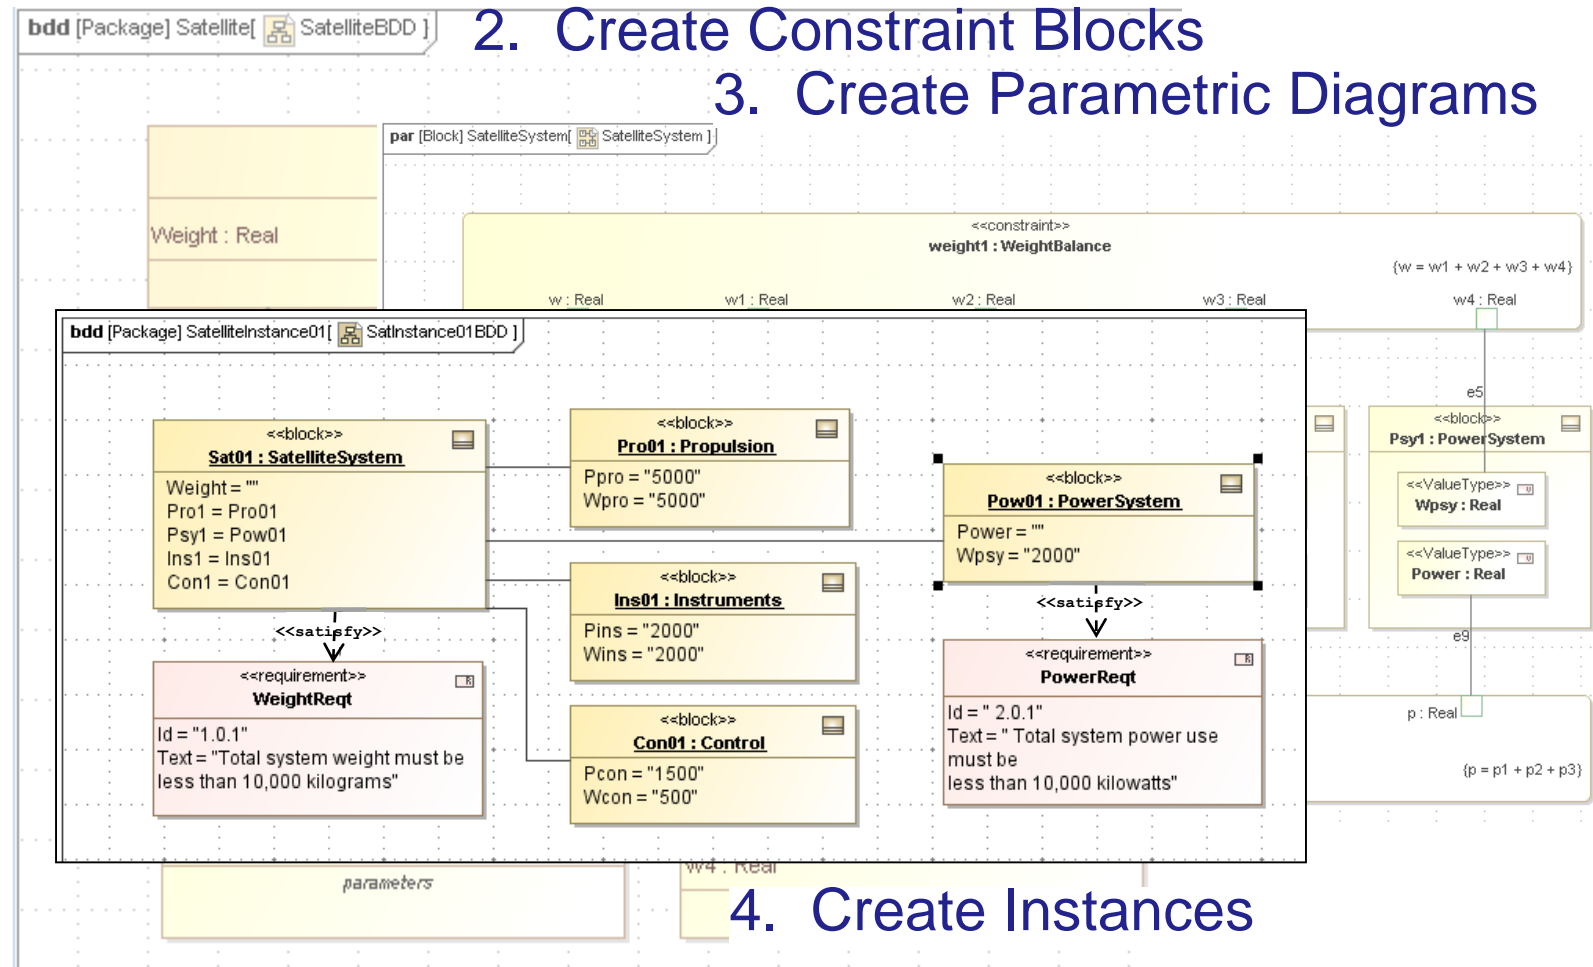 bdd [Package] Satellite[ SatelliteBDD ]
2. Create Constraint Blocks
3. Create Parametric Diagrams
par [Block] SatelliteSystem[ SatelliteSystem ]
Weight : Real
<<constraint>>
weight1 : WeightBalance
{w = w1 + w2 + w3 + w4}
w : Real
w1 : Real
w2 : Real
w3 : Real
w4 : Real
bdd [Package] SatelliteInstance01[ SatInstance01BDD ]
<<block>>
Sat01 : SatelliteSystem
Weight = ""
Pro1 = Pro01
Psy1 = Pow01
Ins1 = Ins01
Con1 = Con01
<<block>>
Pro01 : Propulsion
Ppro = "5000"
Wpro = "5000"
<<block>>
Pow01 : PowerSystem
Power = ""
Wpsy = "2000"
<<block>>
Ins01 : Instruments
Pins = "2000"
Wins = "2000"
<<block>>
Con01 : Control
Pcon = "1500"
Wcon = "500"
<<satisfy>>
<<requirement>>
WeightReqt
Id = "1.0.1"
Text = "Total system weight must be
less than 10,000 kilograms"
<<satisfy>>
<<requirement>>
PowerReqt
Id = " 2.0.1"
Text = " Total system power use
must be
less than 10,000 kilowatts"
e5
<<block>>
Psy1 : PowerSystem
<<ValueType>>
Wpsy : Real
<<ValueType>>
Power : Real
e9
p : Real
{p = p1 + p2 + p3}
parameters
w4 : Real
4. Create Instances